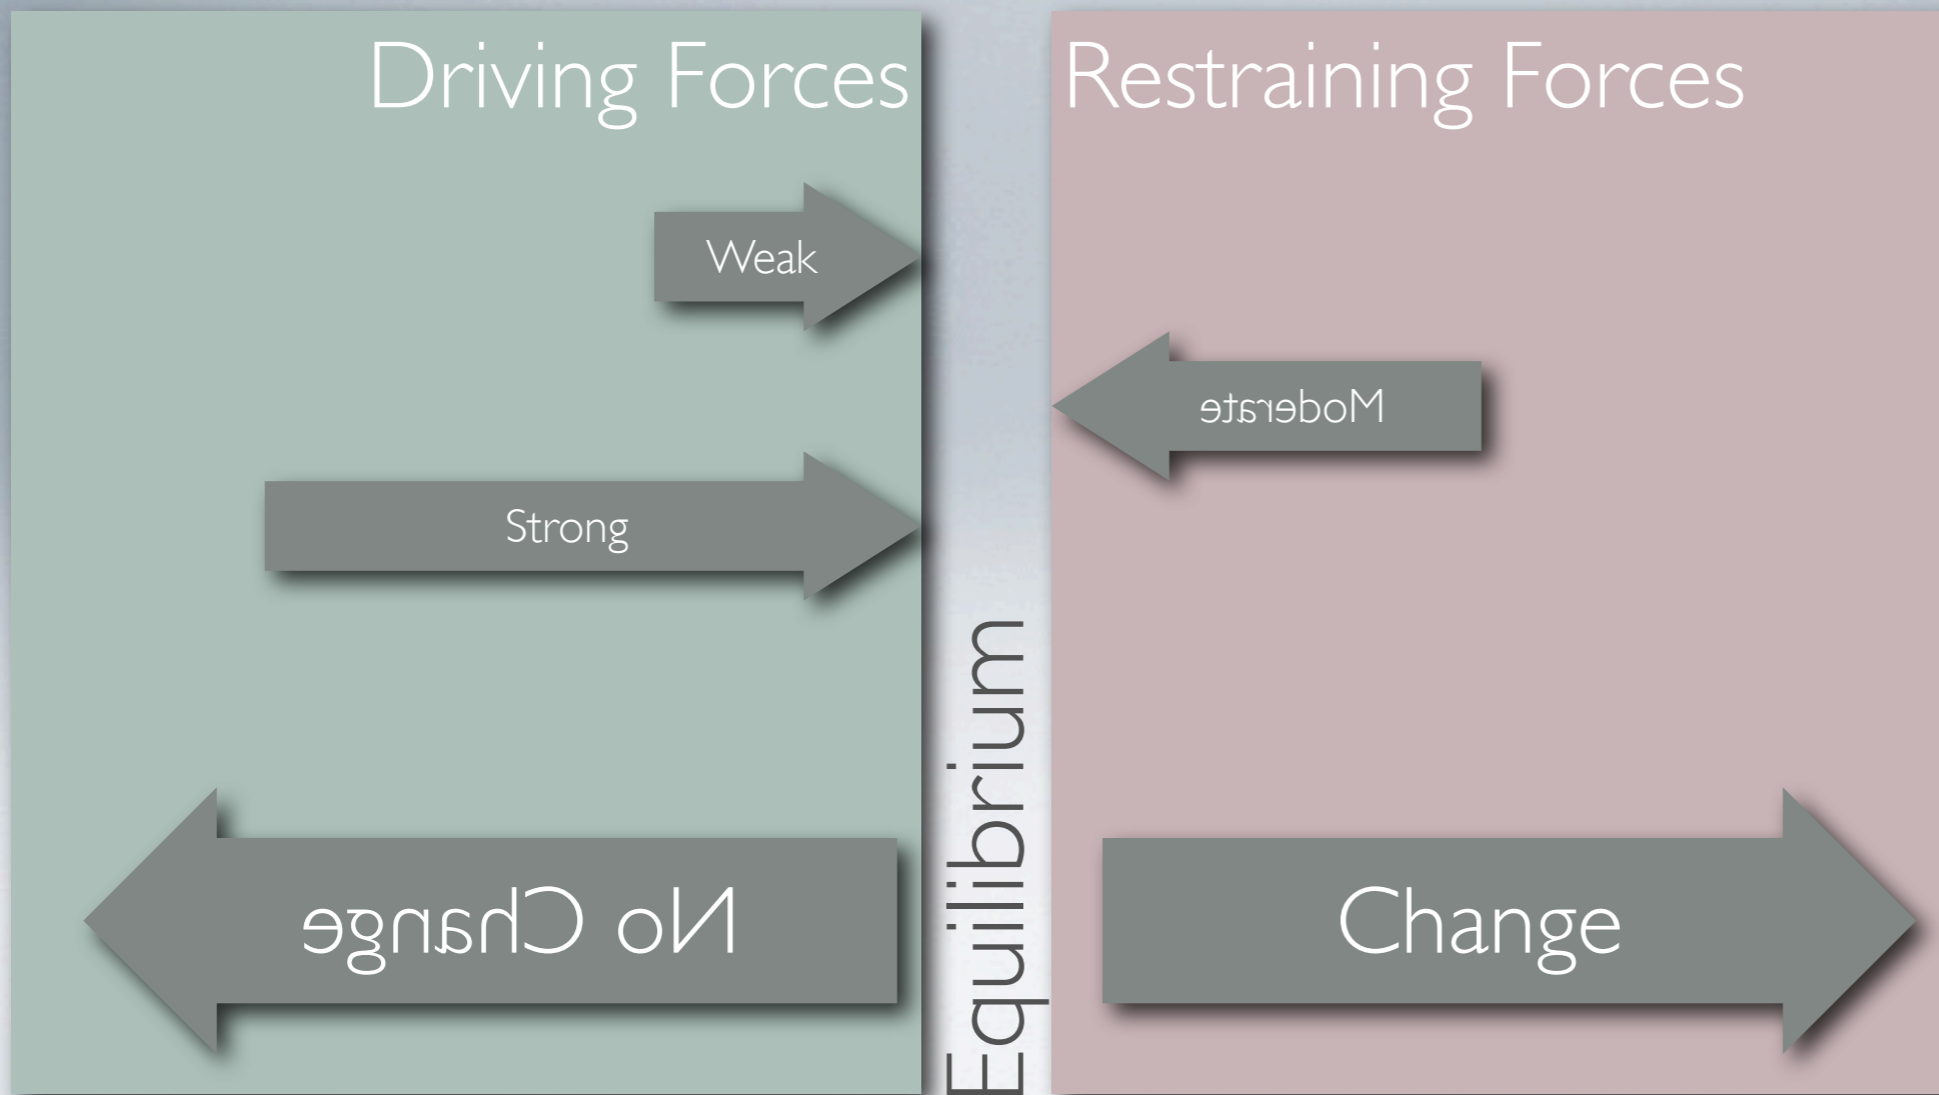 Driving Forces
Restraining Forces
Weak
Moderate
Strong
Equilibrium
No Change
Change